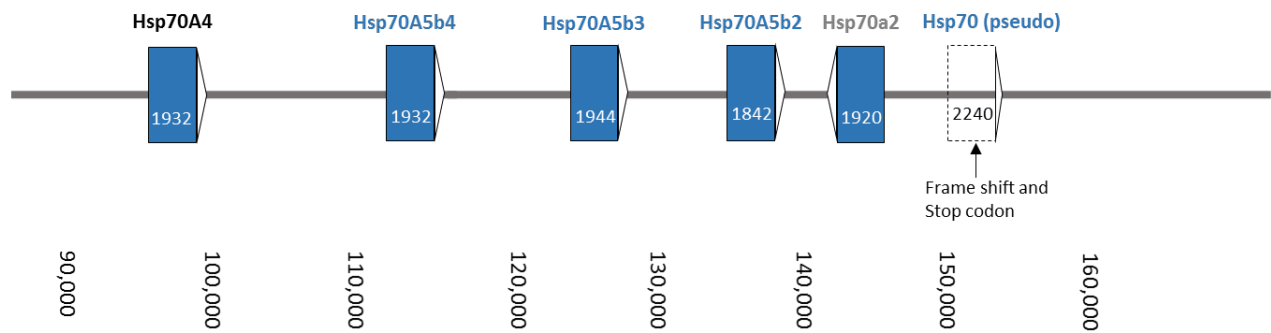 Hsp70A4 Hsp70A5b4 Hsp70A5b3 Hsp70A5b2 Hsp70a2 Hsp70 (pseudo)
1932 1932 1944 1842 1920 2240
Frame shift and
Stop codon
90,000 100,000 110,000 120,000 130,000 140,000 150,000 160,000